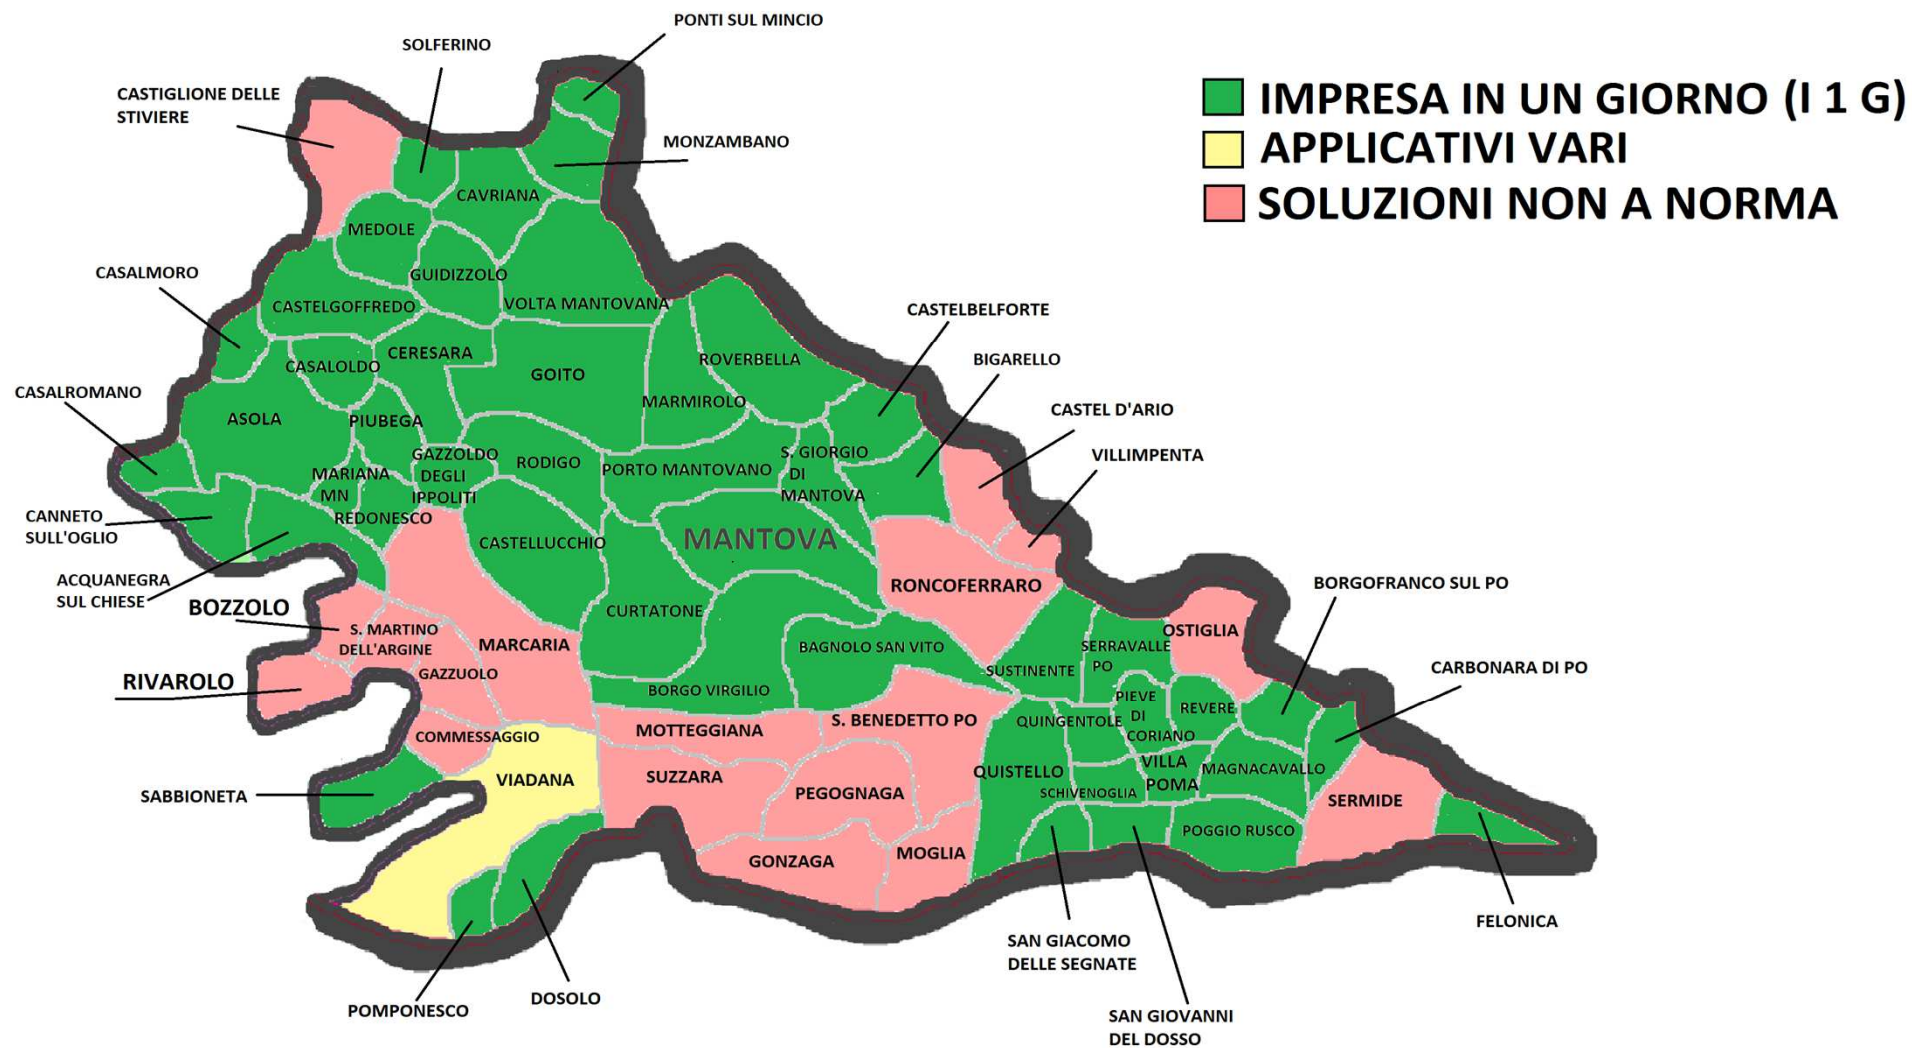 PONTI SUL MINCIO
SOLFERINO
CASTIGLIONE DELLE
STIVIERE
MONZAMBANO
IMPRESA IN UN GIORNO (I 1 G)
APPLICATIVI VARI
SOLUZIONI NON A NORMA
CAVRIANA
MEDOLE
GUIDIZZOLO
CASALMORO
CASTELGOFFREDO
VOLTA MANTOVANA
CASTELBELFORTE
CERESARA
CASALOLDO
GOITO
ROVERBELLA
BIGARELLO
CASALROMANO
ASOLA
PIUBEGA
MARMIROLO
CASTEL D'ARIO
GAZZOLDO
DEGLI
IPPOLITI
RODIGO
PORTO MANTOVANO
S. GIORGIO
DI
MANTOVA
VILLIMPENTA
MARIANA
MN
REDONESCO
CANNETO
SULL'OGLIO
CASTELLUCCHIO
MANTOVA
ACQUANEGRA
SUL CHIESE
RONCOFERRARO
BORGOFRANCO SUL PO
BOZZOLO
CURTATONE
S. MARTINO
DELL'ARGINE
MARCARIA
BAGNOLO SAN VITO
OSTIGLIA
SERRAVALLE
PO
SUSTINENTE
CARBONARA DI PO
RIVAROLO
GAZZUOLO
BORGO VIRGILIO
PIEVE
DI
CORIANO
REVERE
QUINGENTOLE
S. BENEDETTO PO
MOTTEGGIANA
COMMESSAGGIO
VIADANA
SUZZARA
QUISTELLO
VILLA
POMA
MAGNACAVALLO
SABBIONETA
PEGOGNAGA
SCHIVENOGLIA
SERMIDE
POGGIO RUSCO
GONZAGA
MOGLIA
FELONICA
SAN GIACOMO
DELLE SEGNATE
DOSOLO
POMPONESCO
SAN GIOVANNI
DEL DOSSO